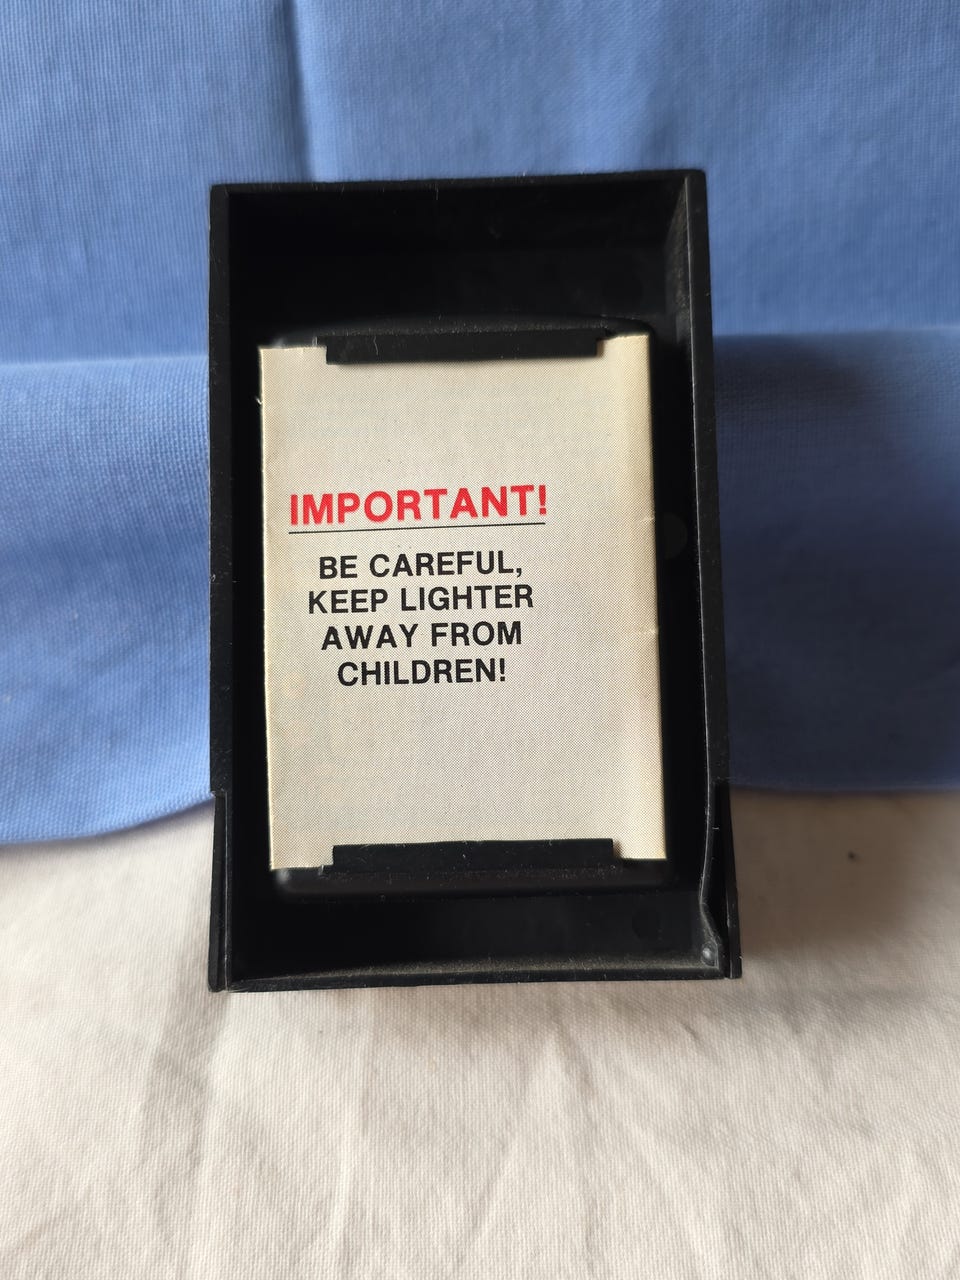 IMPORTANT!
BE CAREFUL,
KEEP LIGHTER
AWAY FROM
CHILDREN!